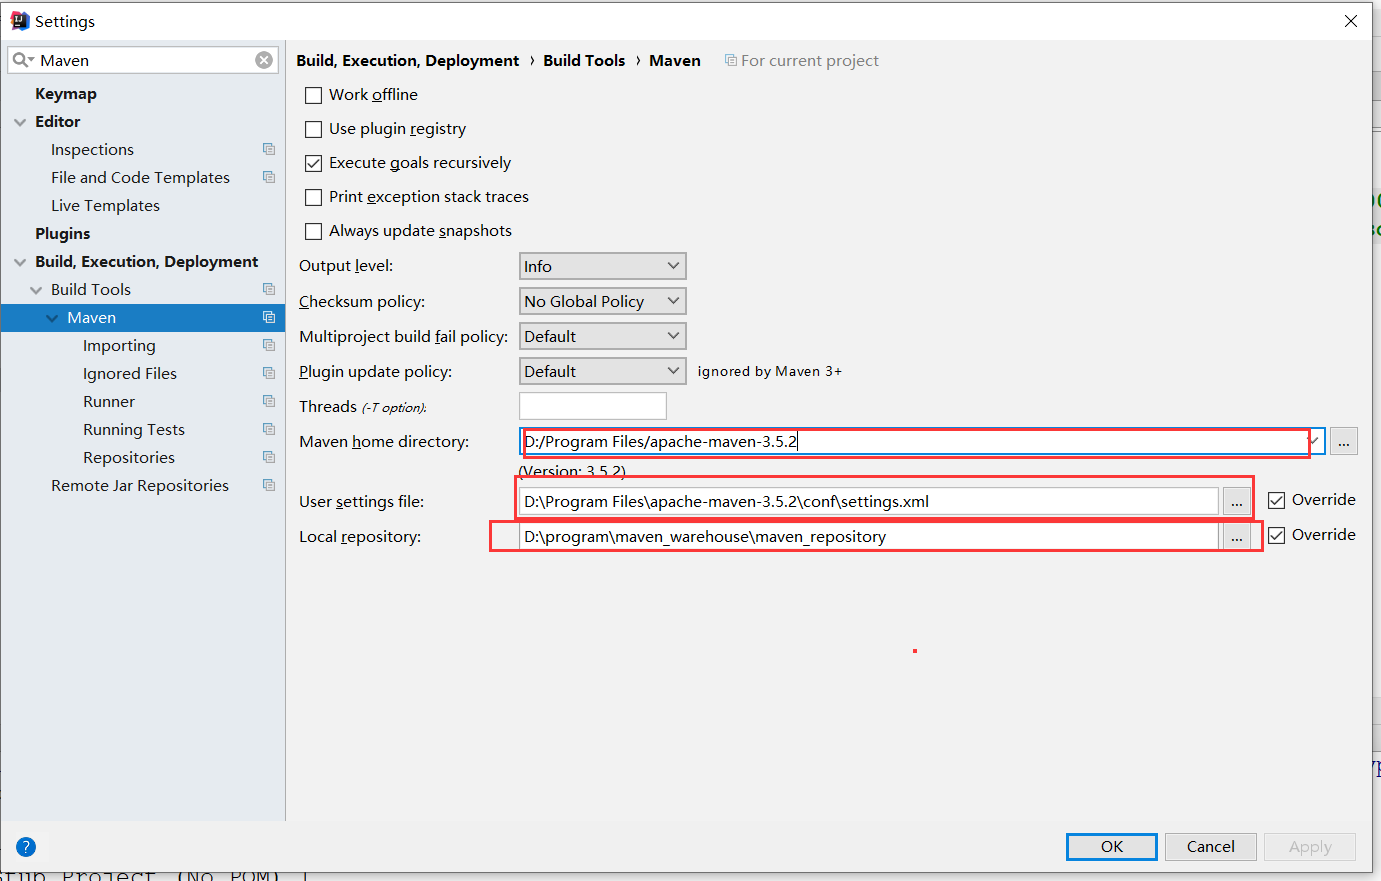 Settings
Maven
Keymap
Editor
Inspections
File and Code Templates
Live Templates
Plugins
Build, Execution, Deployment
Build Tools
Maven
Importing
Ignored Files
Runner
Running Tests
Repositories
Remote Jar Repositories
Build, Execution, Deployment › Build Tools › Maven For current project
Work offline
Use plugin registry
Execute goals recursively
Print exception stack traces
Always update snapshots
Output level: Info
Checksum policy: No Global Policy
Multiproject build fail policy: Default
Plugin update policy: Default ignored by Maven 3+
Threads (-T option):
Maven home directory: D:/Program Files/apache-maven-3.5.2 ...
(Version: 3.5.2)
User settings file: D:\Program Files\apache-maven-3.5.2\conf\settings.xml ... Override
Local repository: D:\program\maven_warehouse\maven_repository ... Override
? OK Cancel Apply
Project (No POM)